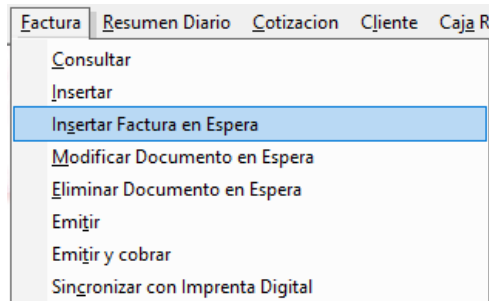 Factura Resumen Diario Cotizacion Cliente Caja R
Consultar
Insertar
Insertar Factura en Espera
Modificar Documento en Espera
Eliminar Documento en Espera
Emitir
Emitir y cobrar
Sincronizar con Imprenta Digital